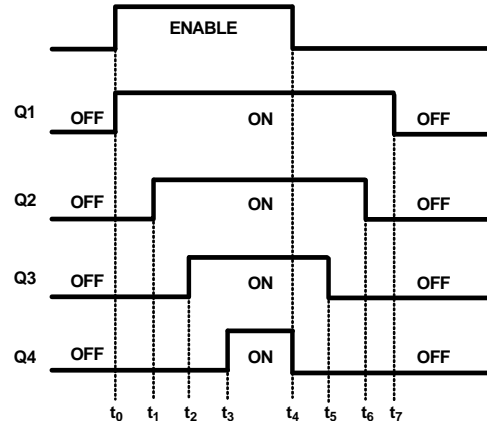 ENABLE
Q1 OFF ON OFF
Q2 OFF ON OFF
Q3 OFF ON OFF
Q4 OFF ON OFF
t0 t1 t2 t3 t4 t5 t6 t7